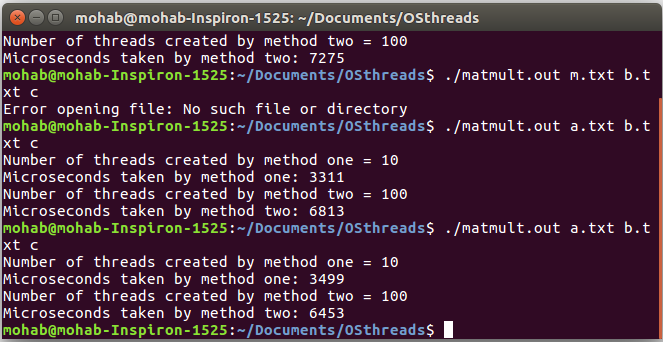 mohab@mohab-Inspiron-1525: ~/Documents/OSthreads
Number of threads created by method two = 100
Microseconds taken by method two: 7275
mohab@mohab-Inspiron-1525:~/Documents/OSthreads$ ./matmult.out m.txt b.t
xt c
Error opening file: No such file or directory
mohab@mohab-Inspiron-1525:~/Documents/OSthreads$ ./matmult.out a.txt b.t
xt c
Number of threads created by method one = 10
Microseconds taken by method one: 3311
Number of threads created by method two = 100
Microseconds taken by method two: 6813
mohab@mohab-Inspiron-1525:~/Documents/OSthreads$ ./matmult.out a.txt b.t
xt c
Number of threads created by method one = 10
Microseconds taken by method one: 3499
Number of threads created by method two = 100
Microseconds taken by method two: 6453
mohab@mohab-Inspiron-1525:~/Documents/OSthreads$